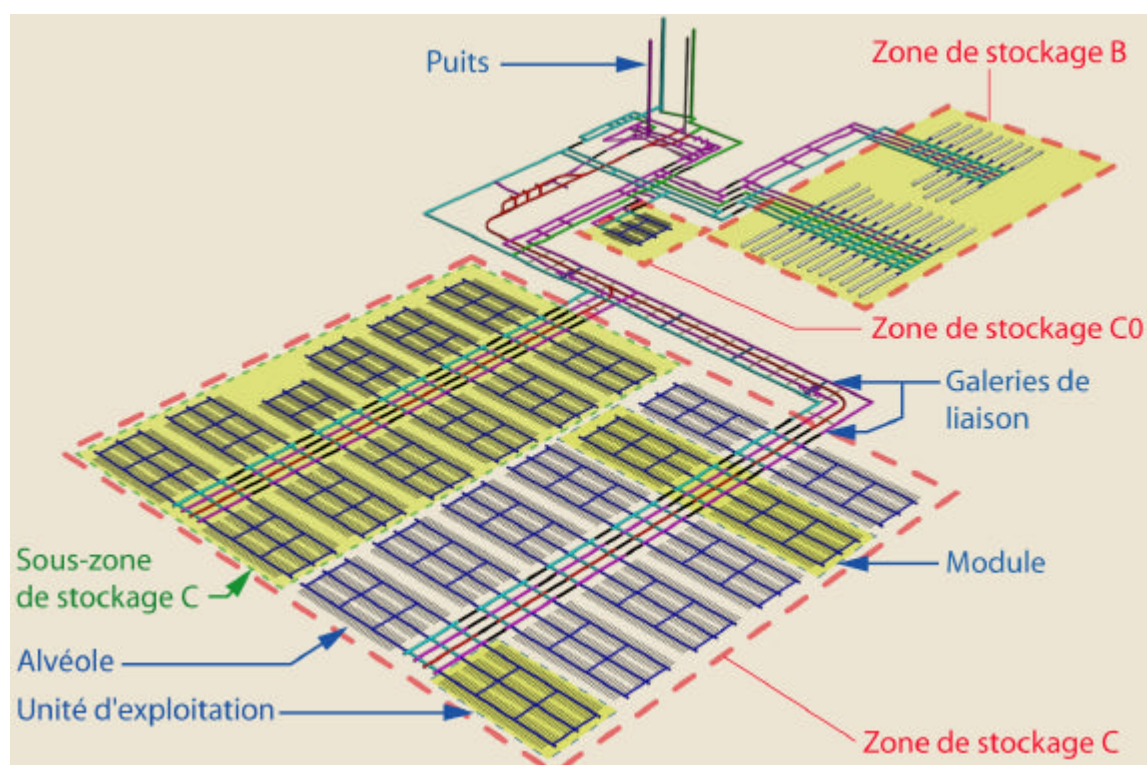 Puits
Zone de stockage B
Zone de stockage C0
Galeries de
liaison
Sous-zone
de stockage C
Module
Alvéole
Unité d'exploitation
Zone de stockage C